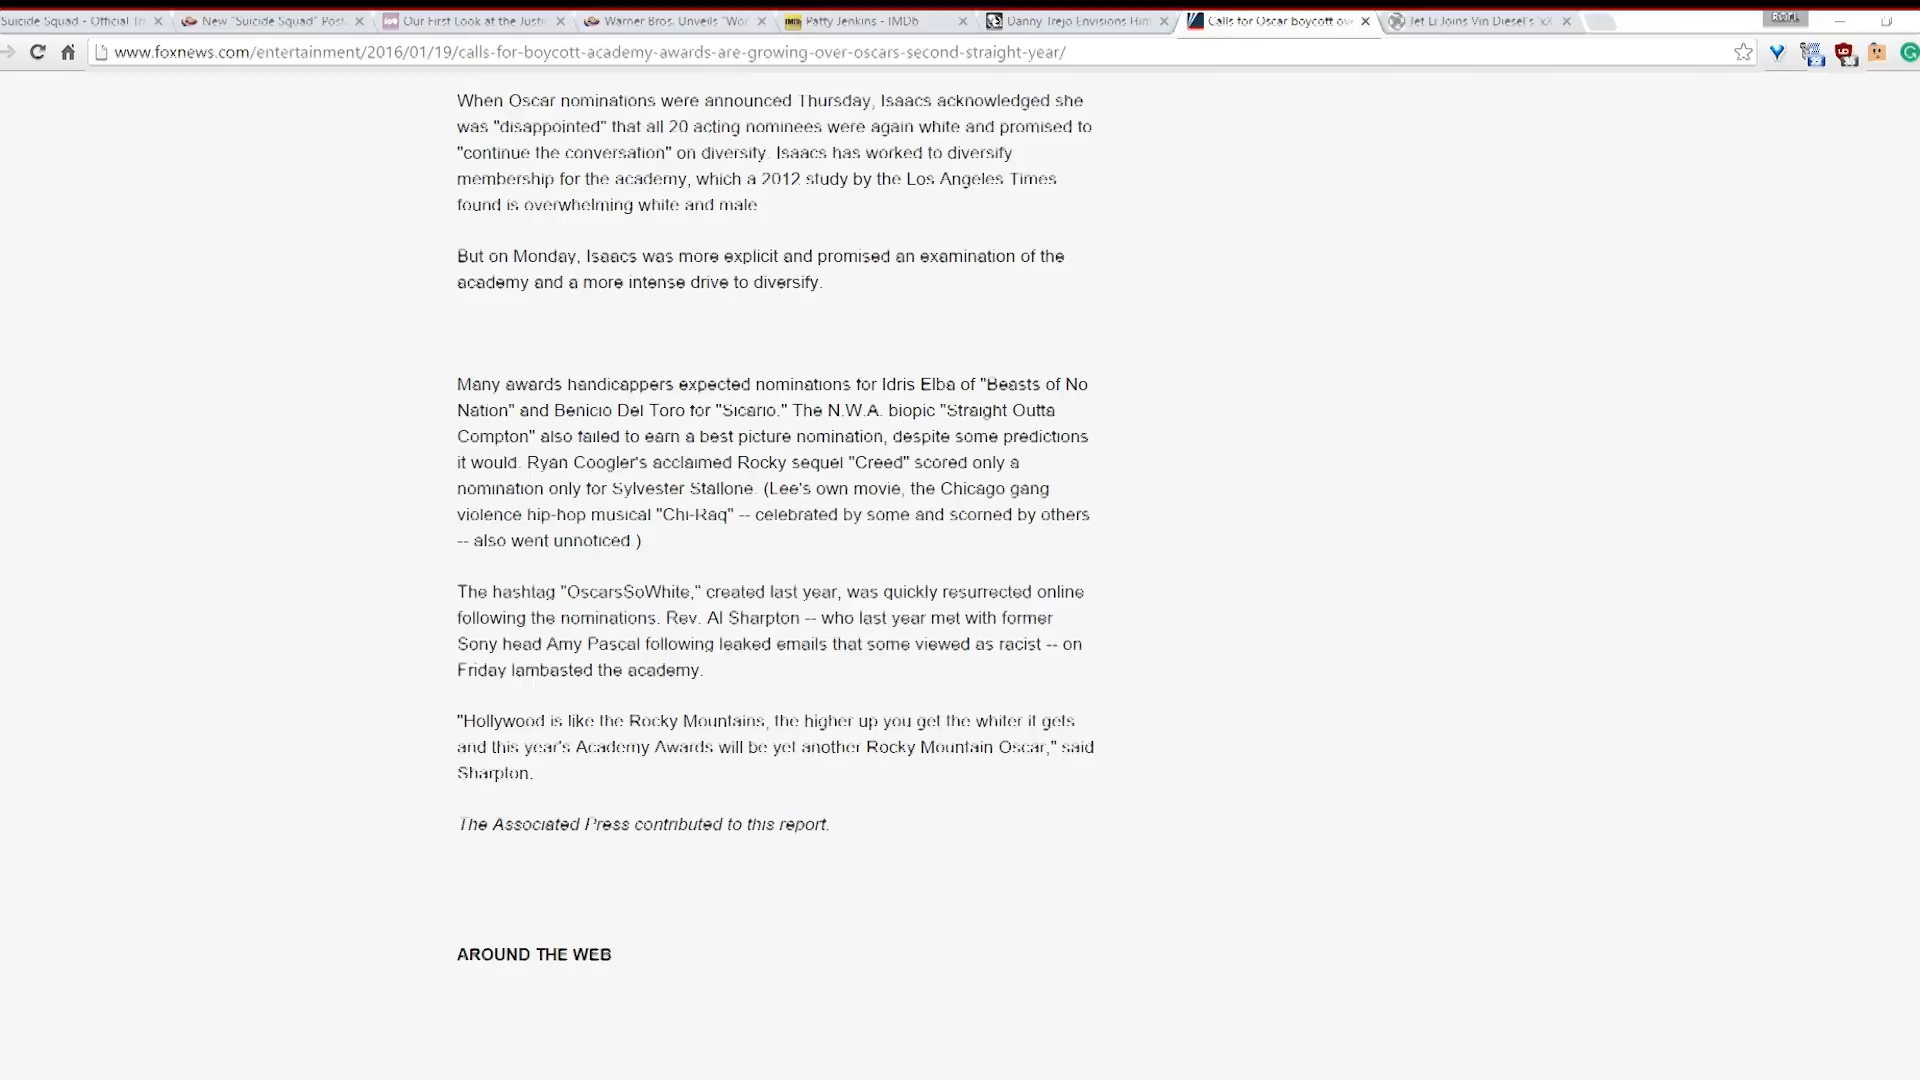 Suicide Squad - Official Tr
New "Suicide Squad" Post
Our First Look at the Justi
Warner Bros. Unveils "Wor
Patty Jenkins - IMDb
Danny Trejo Envisions Him
Calls for Oscar boycott ov
Jet Li Joins Vin Diesel's 'xX
ROFL
www.foxnews.com/entertainment/2016/01/19/calls-for-boycott-academy-awards-are-growing-over-oscars-second-straight-year/
When Oscar nominations were announced Thursday, Isaacs acknowledged she
was "disappointed" that all 20 acting nominees were again white and promised to
"continue the conversation" on diversity. Isaacs has worked to diversify
membership for the academy, which a 2012 study by the Los Angeles Times
found is overwhelming white and male
But on Monday, Isaacs was more explicit and promised an examination of the
academy and a more intense drive to diversify.
Many awards handicappers expected nominations for Idris Elba of "Beasts of No
Nation" and Benicio Del Toro for "Sicario." The N.W.A. biopic "Straight Outta
Compton" also failed to earn a best picture nomination, despite some predictions
it would. Ryan Coogler's acclaimed Rocky sequel "Creed" scored only a
nomination only for Sylvester Stallone. (Lee's own movie, the Chicago gang
violence hip-hop musical "Chi-Raq" -- celebrated by some and scorned by others
-- also went unnoticed.)
The hashtag "OscarsSoWhite," created last year, was quickly resurrected online
following the nominations. Rev. Al Sharpton -- who last year met with former
Sony head Amy Pascal following leaked emails that some viewed as racist -- on
Friday lambasted the academy.
"Hollywood is like the Rocky Mountains, the higher up you get the whiter it gets
and this year's Academy Awards will be yet another Rocky Mountain Oscar," said
Sharpton.
The Associated Press contributed to this report.
AROUND THE WEB